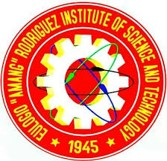 EULOGIO "AMANG" RODRIGUEZ INSTITUTE OF SCIENCE AND TECHNOLOGY
1945